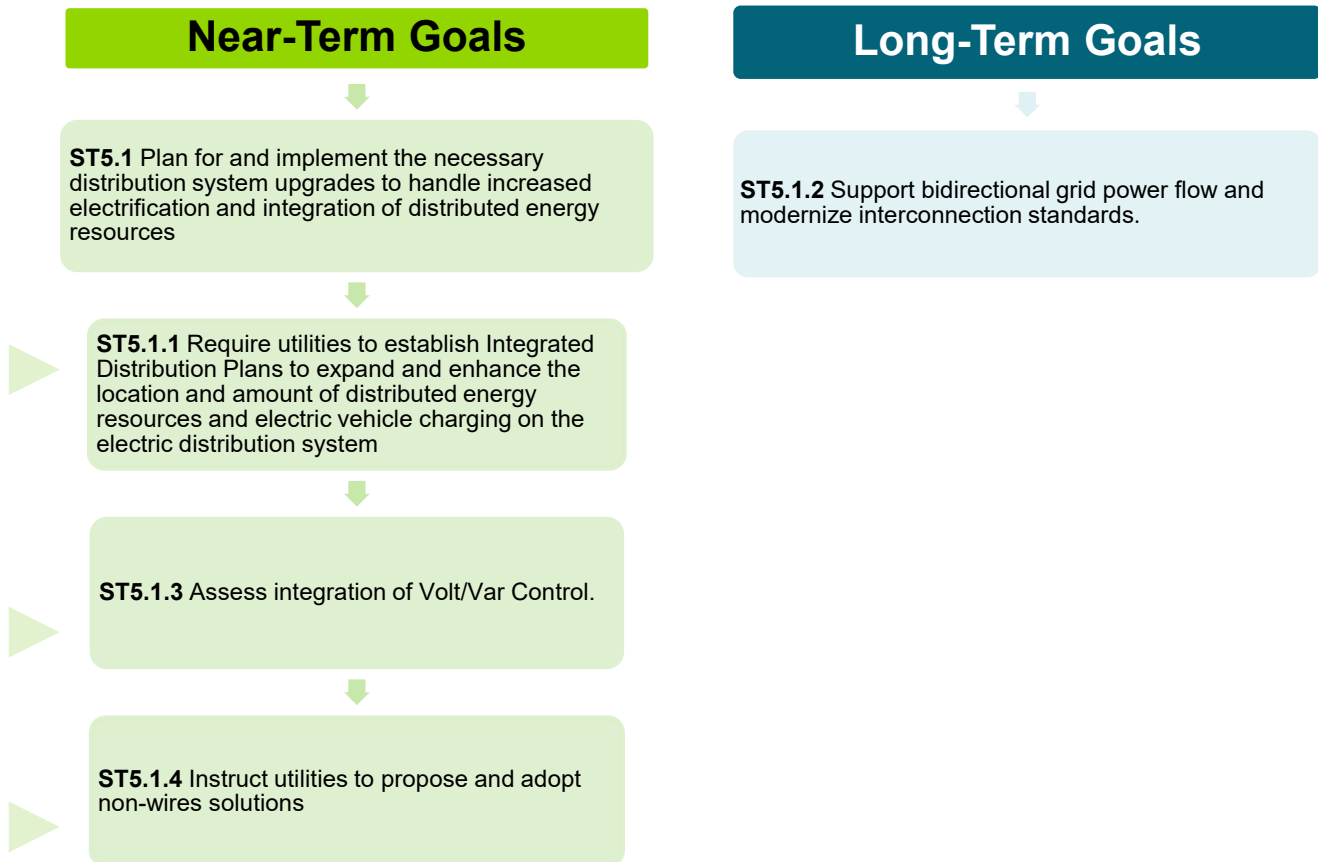 Near-Term Goals
ST5.1 Plan for and implement the necessary
distribution system upgrades to handle increased
electrification and integration of distributed energy
resources
ST5.1.1 Require utilities to establish Integrated
Distribution Plans to expand and enhance the
location and amount of distributed energy
resources and electric vehicle charging on the
electric distribution system
ST5.1.3 Assess integration of Volt/Var Control.
ST5.1.4 Instruct utilities to propose and adopt
non-wires solutions
Long-Term Goals
ST5.1.2 Support bidirectional grid power flow and
modernize interconnection standards.